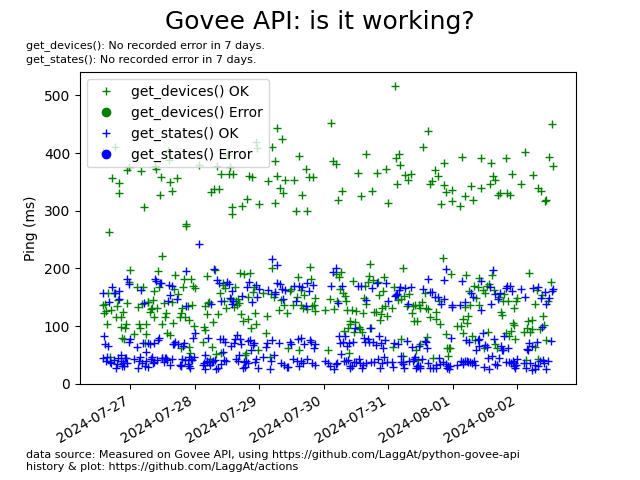 Govee API: is it working?
get_devices(): No recorded error in 7 days.
get_states(): No recorded error in 7 days.
get_devices() OK
get_devices() Error
get_states() OK
get_states() Error
Ping (ms)
500
400
300
200
100
0
2024-07-27
2024-07-28
2024-07-29
2024-07-30
2024-07-31
2024-08-01
2024-08-02
data source: Measured on Govee API, using https://github.com/LaggAt/python-govee-api
history & plot: https://github.com/LaggAt/actions